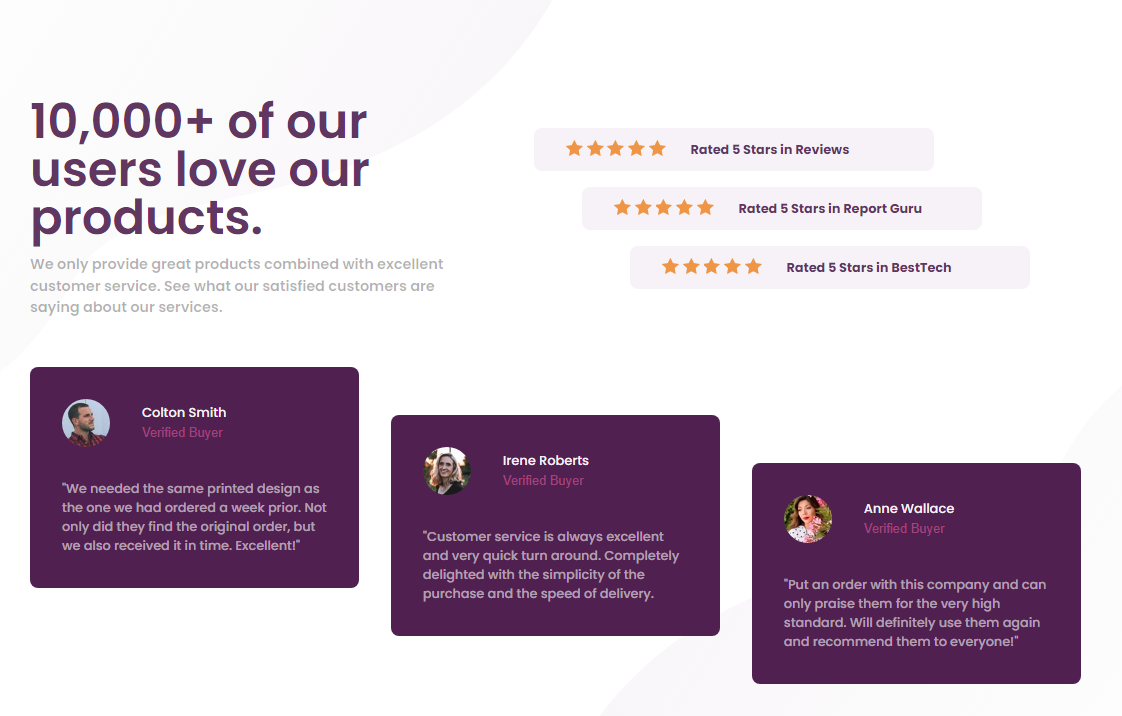 10,000+ of our
users love our
products.
We only provide great products combined with excellent
customer service. See what our satisfied customers are
saying about our services.
Rated 5 Stars in Reviews
Rated 5 Stars in Report Guru
Rated 5 Stars in BestTech
Colton Smith
Verified Buyer
"We needed the same printed design as
the one we had ordered a week prior. Not
only did they find the original order, but
we also received it in time. Excellent!"
Irene Roberts
Verified Buyer
"Customer service is always excellent
and very quick turn around. Completely
delighted with the simplicity of the
purchase and the speed of delivery.
Anne Wallace
Verified Buyer
"Put an order with this company and can
only praise them for the very high
standard. Will definitely use them again
and recommend them to everyone!"